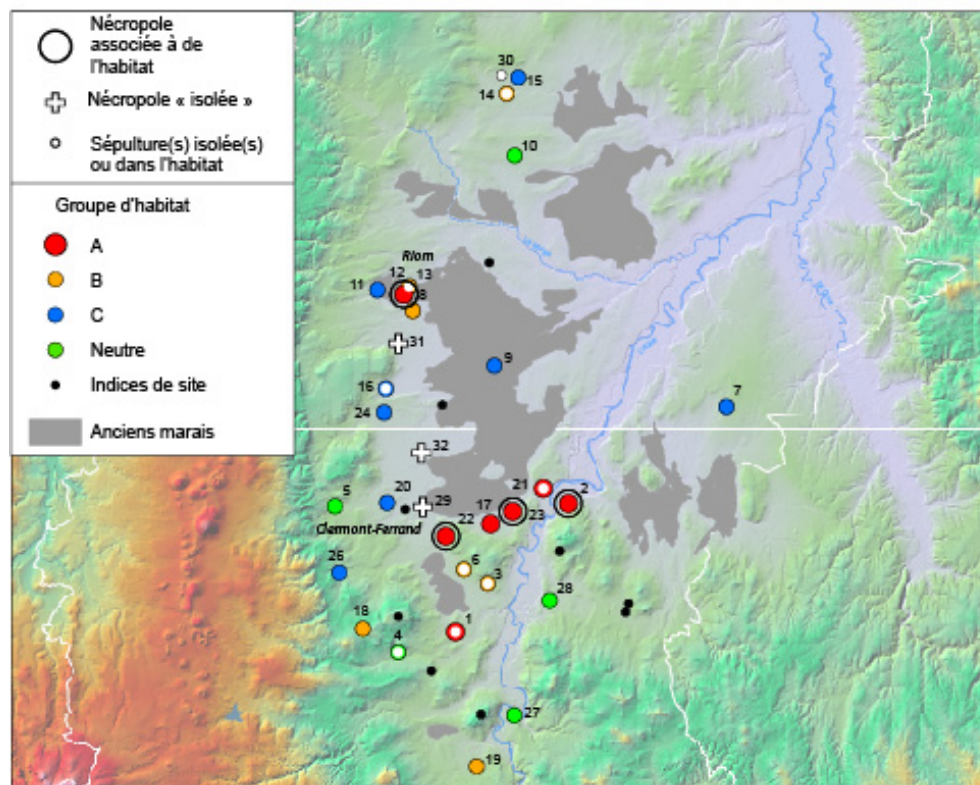 Nécropole
associée à de
l'habitat
Nécropole « isolée »
Sépulture(s) isolée(s)
ou dans l'habitat
Groupe d'habitat
A
B
C
Neutre
Indices de site
Anciens marais
30
15
14
10
Riom
12
13
11
8
31
9
16
24
7
32
21
2
5
20
29
17
23
Clermont-Ferrand
22
6
3
26
28
18
1
4
27
19